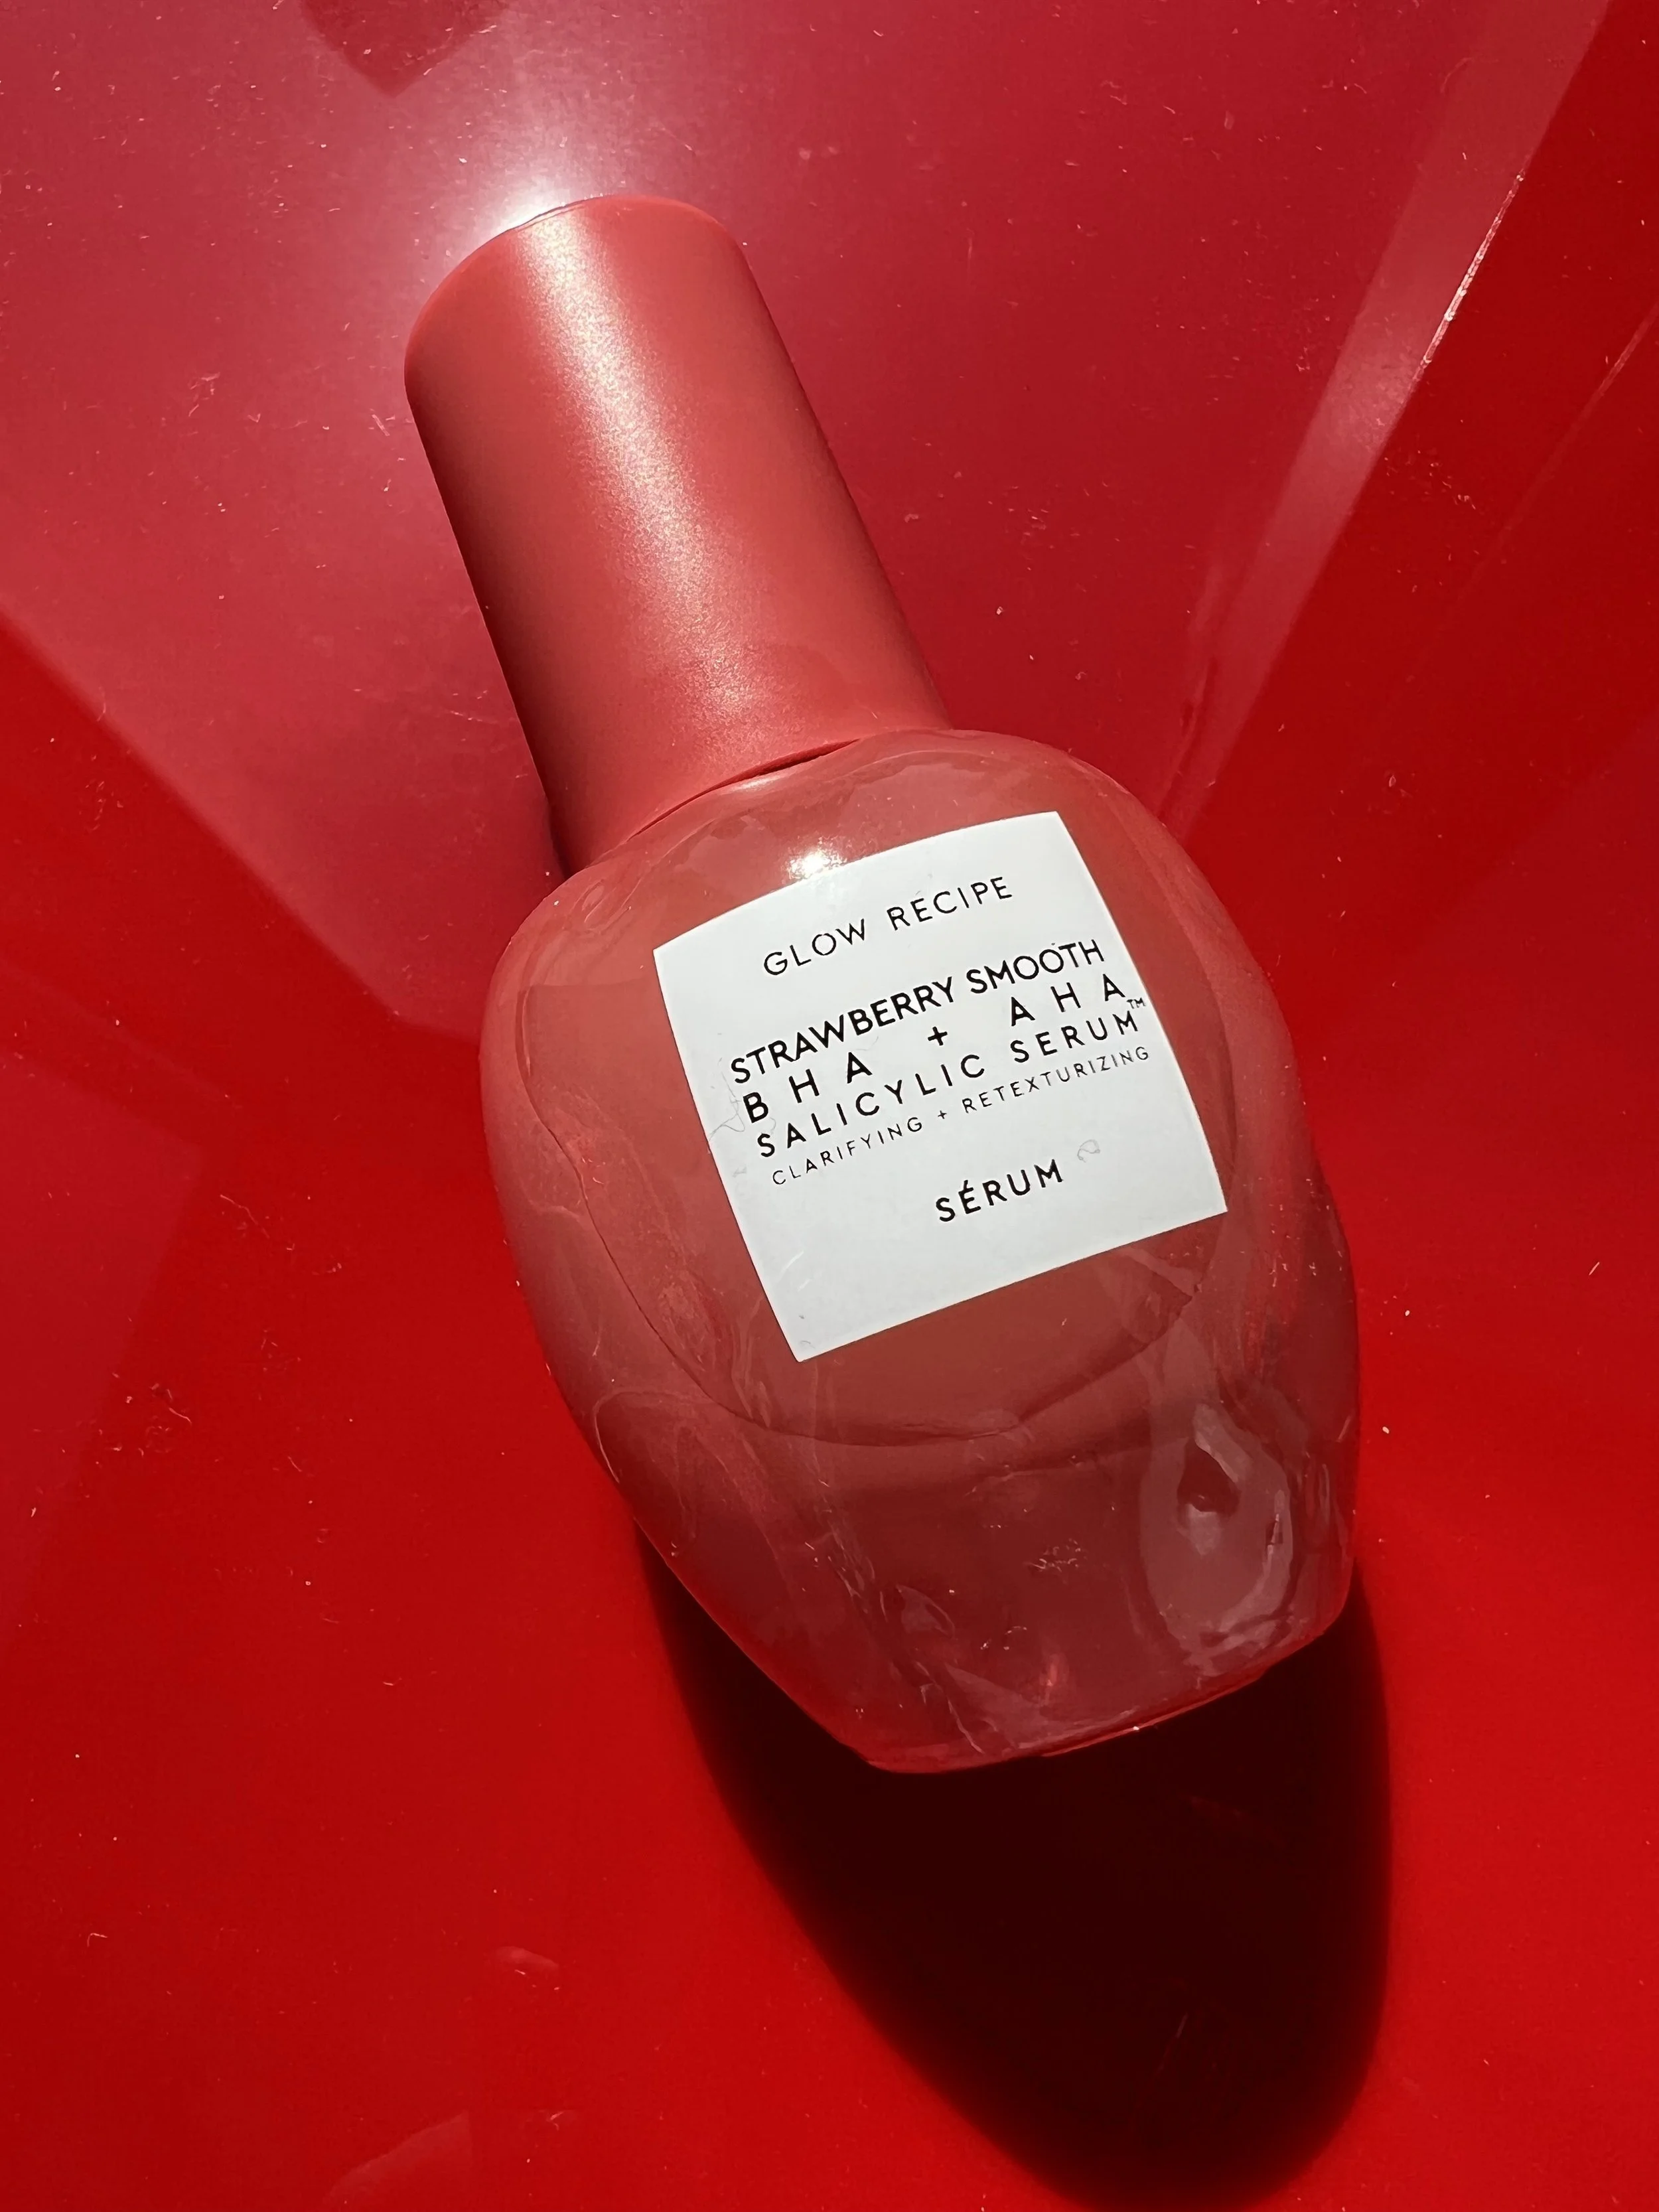 GLOW RECIPE
STRAWBERRY SMOOTH
BHA + AHA
SALICYLIC SERUM™
CLARIFYING + RETEXTURIZING
SÉRUM